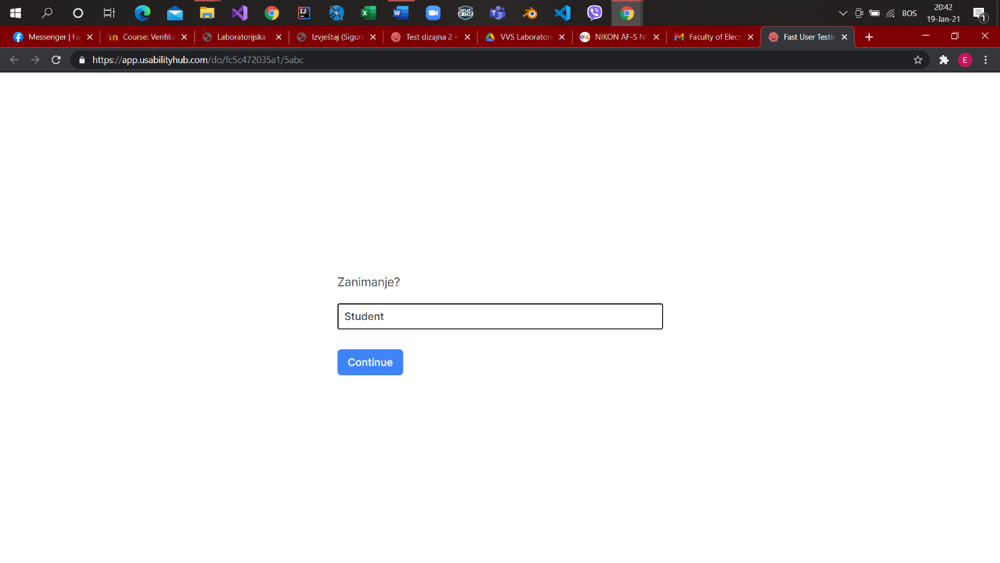 20:42
BOS
19-Jan-21
1
Messenger | Fa
Course: Verifika
Laboratorijska V
Izvještaj (Sigurn
Test dizajna 2 •
VVS Laboratorij
NIKON AF-S NI
Faculty of Elect
Fast User Testin
https://app.usabilityhub.com/do/fc5c472035a1/5abc
E
Zanimanje?
Student
Continue